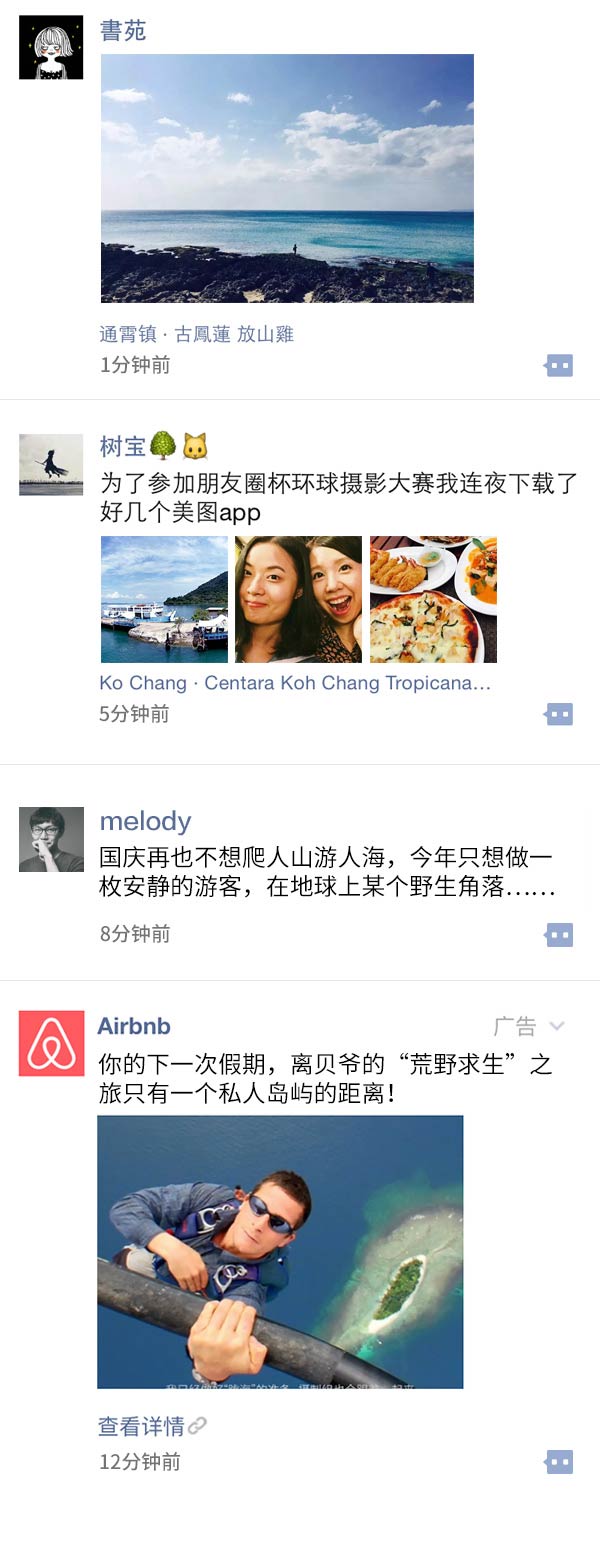 書苑
通霄镇 · 古鳳蓮 放山雞
1分钟前
树宝
为了参加朋友圈杯环球摄影大赛我连夜下载了
好几个美图app
Ko Chang · Centara Koh Chang Tropicana…
5分钟前
melody
国庆再也不想爬人山游人海，今年只想做一
枚安静的游客，在地球上某个野生角落……
8分钟前
Airbnb 广告
你的下一次假期，离贝爷的“荒野求生”之
旅只有一个私人岛屿的距离！
查看详情
12分钟前